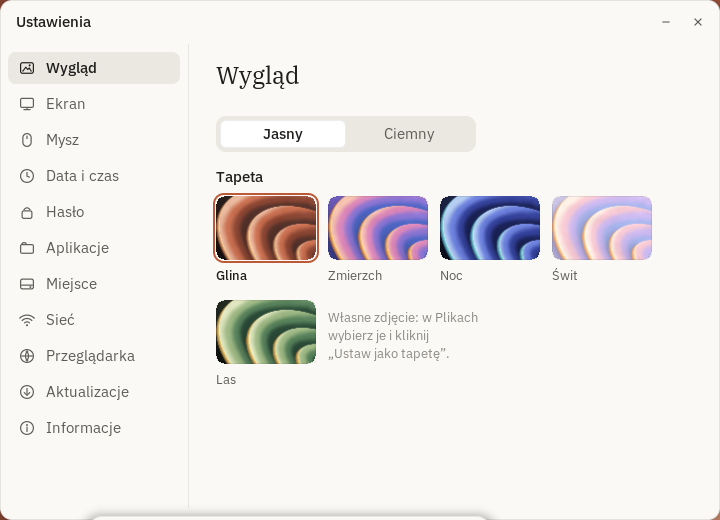 Ustawienia
Wygląd
Ekran
Mysz
Data i czas
Hasło
Aplikacje
Miejsce
Sieć
Przeglądarka
Aktualizacje
Informacje
Wygląd
Jasny Ciemny
Tapeta
Glina Zmierzch Noc Świt
Własne zdjęcie: w Plikach
wybierz je i kliknij
„Ustaw jako tapetę”.
Las